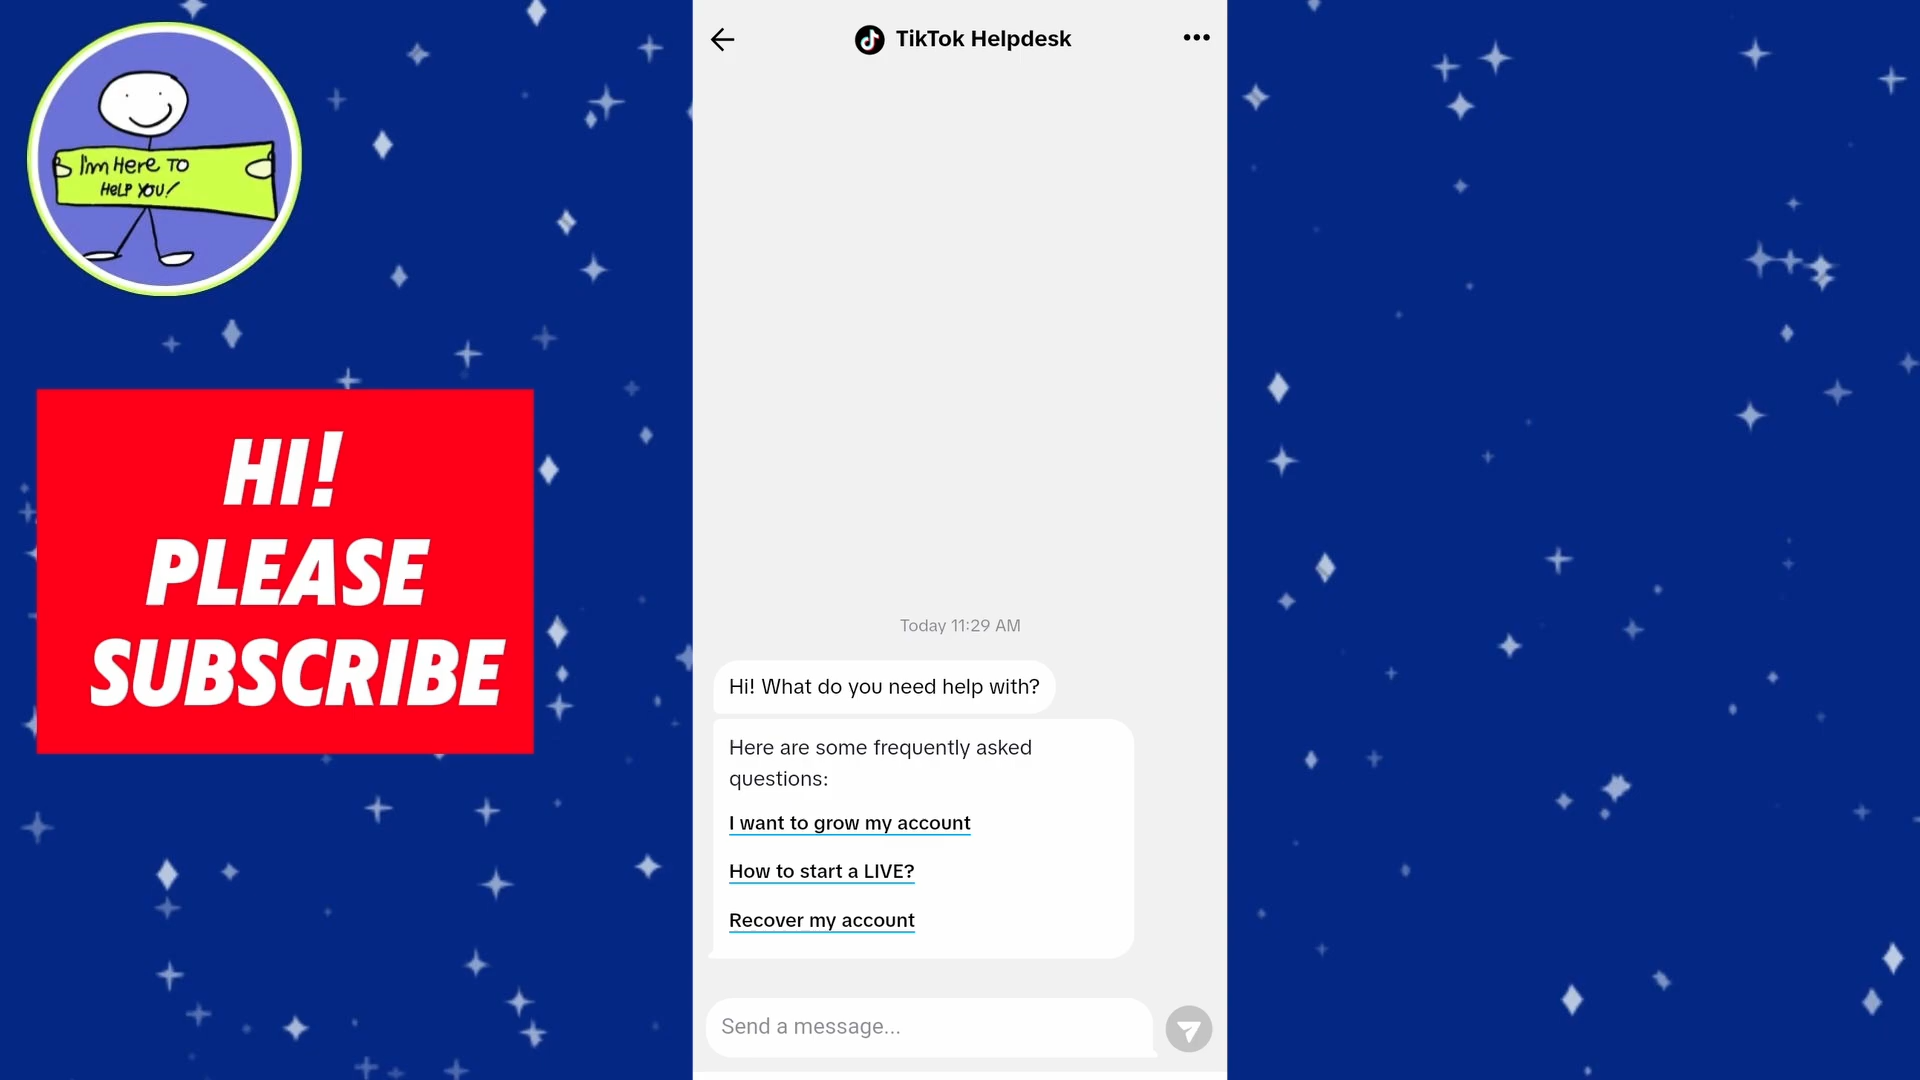 I'm Here To
HELP YOU!
HI!
PLEASE
SUBSCRIBE
TikTok Helpdesk
Today 11:29 AM
Hi! What do you need help with?
Here are some frequently asked
questions:
I want to grow my account
How to start a LIVE?
Recover my account
Send a message...